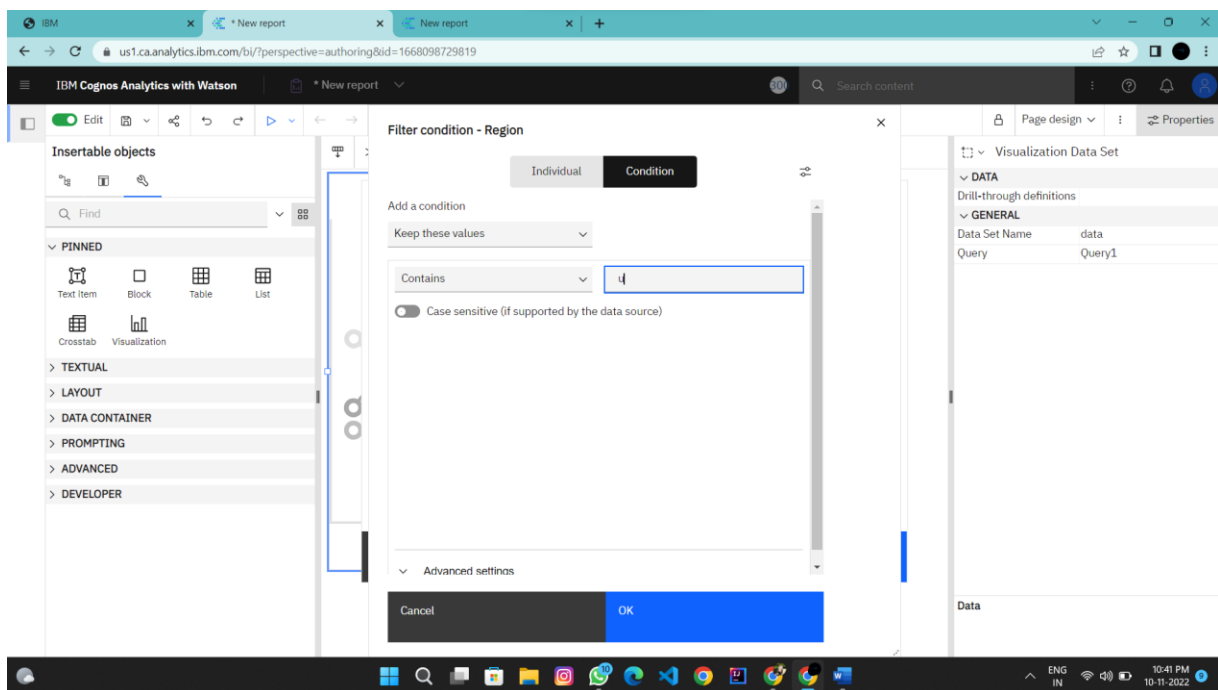 IBM
* New report
New report
us1.ca.analytics.ibm.com/bi/?perspective=authoring&id=1668098729819
IBM Cognos Analytics with Watson
* New report
Search content
Edit
Page design
Properties
Insertable objects
Find
PINNED
Text item
Block
Table
List
Crosstab
Visualization
TEXTUAL
LAYOUT
DATA CONTAINER
PROMPTING
ADVANCED
DEVELOPER
Filter condition - Region
Individual
Condition
Add a condition
Keep these values
Contains
u
Case sensitive (if supported by the data source)
Advanced settings
Cancel
OK
Visualization Data Set
DATA
Drill-through definitions
GENERAL
Data Set Name
data
Query
Query1
Data
10
ENG
IN
10:41 PM
10-11-2022
9